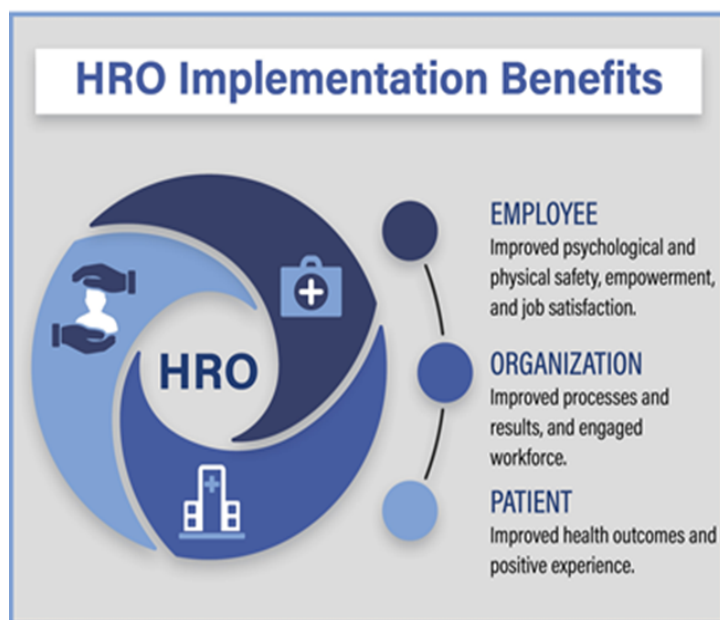 HRO Implementation Benefits
HRO
EMPLOYEE
Improved psychological and
physical safety, empowerment,
and job satisfaction.
ORGANIZATION
Improved processes and
results, and engaged
workforce.
PATIENT
Improved health outcomes and
positive experience.